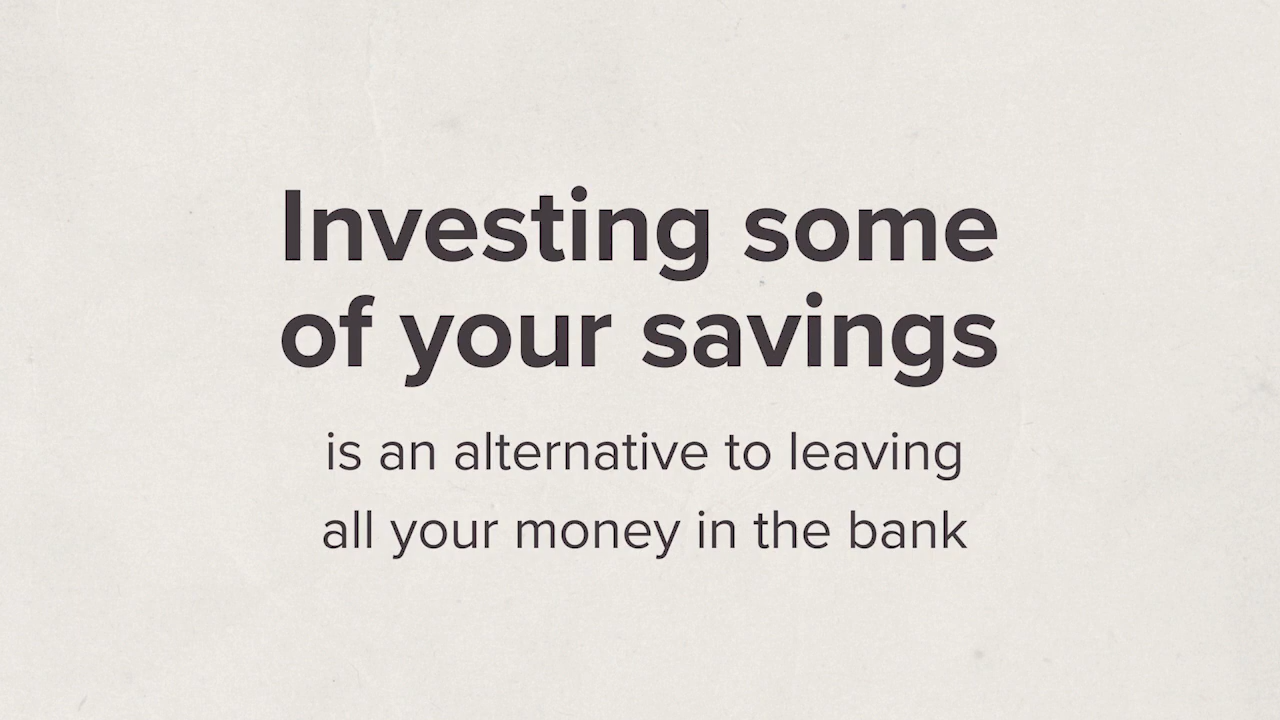 Investing some
of your savings
is an alternative to leaving
all your money in the bank